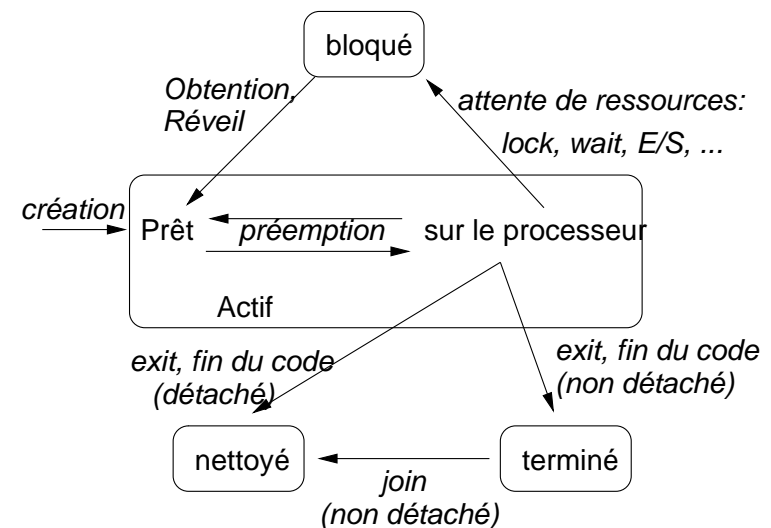 bloqué
Obtention,
Réveil
attente de ressources:
lock, wait, E/S, ...
création
Prêt
préemption
sur le processeur
Actif
exit, fin du code
(détaché)
exit, fin du code
(non détaché)
nettoyé
terminé
join
(non détaché)